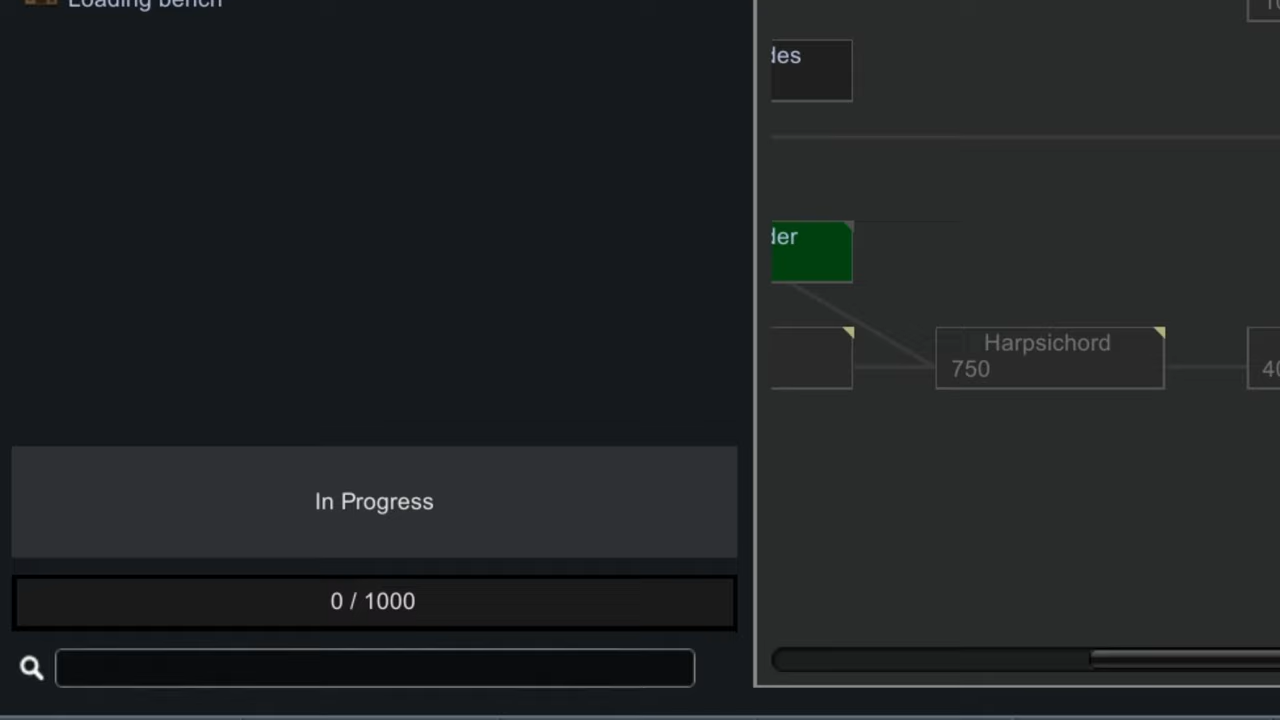 Loading bench
des
der
Harpsichord
750
In Progress
0 / 1000